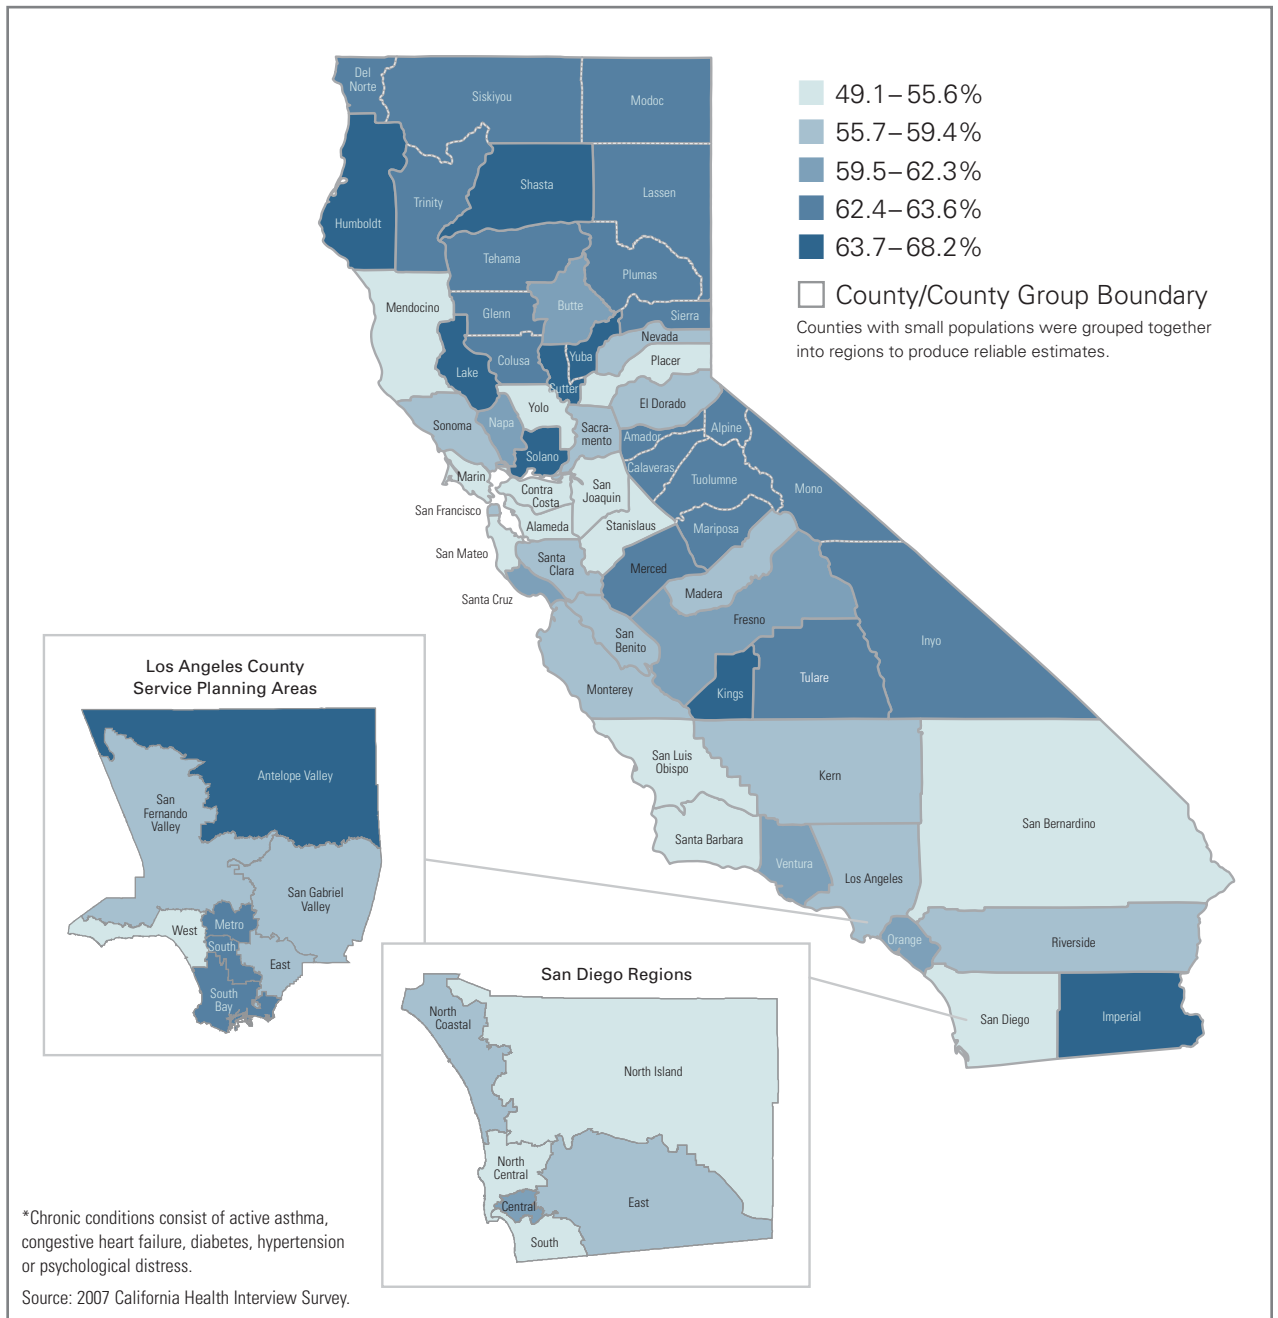 49.1–55.6%
55.7–59.4%
59.5–62.3%
62.4–63.6%
63.7–68.2%
County/County Group Boundary
Counties with small populations were grouped together
into regions to produce reliable estimates.
Del
Norte
Siskiyou
Modoc
Humboldt
Trinity
Shasta
Lassen
Tehama
Plumas
Mendocino
Glenn
Butte
Sierra
Nevada
Lake
Colusa
Yuba
Placer
Sutter
Yolo
El Dorado
Sonoma
Napa
Sacra-
mento
Amador
Alpine
Solano
Calaveras
Marin
Tuolumne
Mono
Contra
Costa
San
Joaquin
San Francisco
Alameda
Stanislaus
Mariposa
San Mateo
Santa
Clara
Merced
Santa Cruz
Madera
Fresno
San
Benito
Inyo
Monterey
Kings
Tulare
San Luis
Obispo
Kern
San Bernardino
Santa Barbara
Ventura
Los Angeles
Orange
Riverside
San Diego
Imperial
Los Angeles County
Service Planning Areas
Antelope Valley
San
Fernando
Valley
San Gabriel
Valley
West
Metro
South
East
South
Bay
San Diego Regions
North
Coastal
North Island
North
Central
Central
East
South
*Chronic conditions consist of active asthma,
congestive heart failure, diabetes, hypertension
or psychological distress.
Source: 2007 California Health Interview Survey.